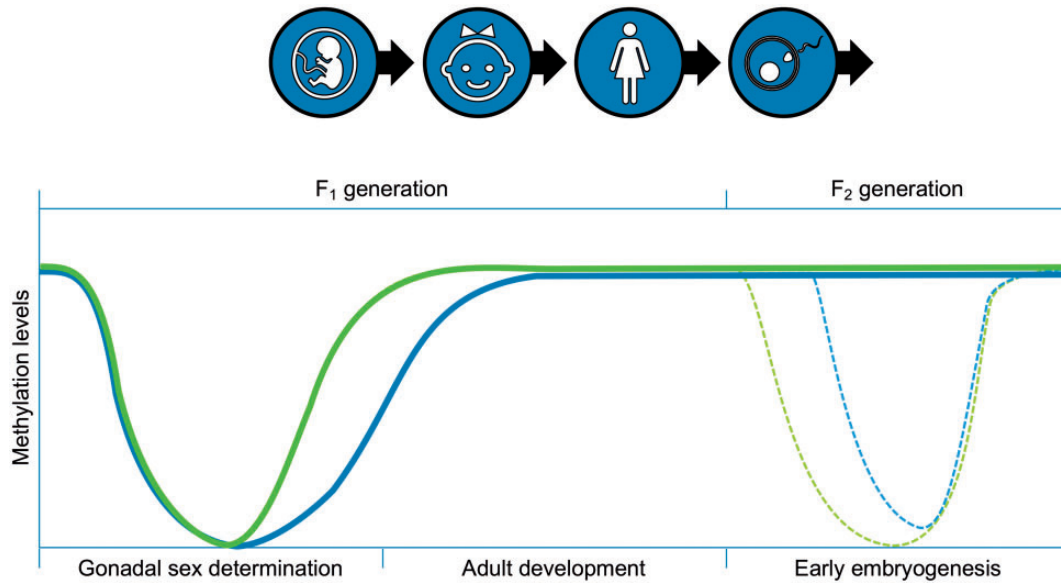 F₁ generation
F₂ generation
Methylation levels
Gonadal sex determination
Adult development
Early embryogenesis